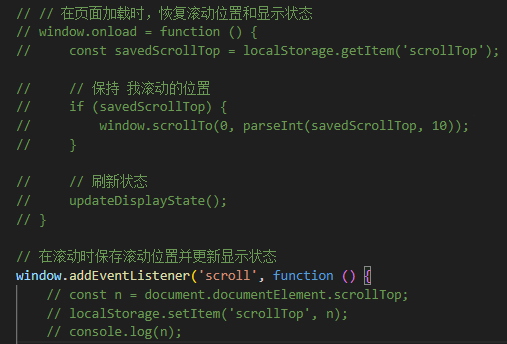 // // 在页面加载时，恢复滚动位置和显示状态
// window.onload = function () {
//     const savedScrollTop = localStorage.getItem('scrollTop');
//     // 保持 我滚动的位置
//     if (savedScrollTop) {
//         window.scrollTo(0, parseInt(savedScrollTop, 10));
//     }
//     // 刷新状态
//     updateDisplayState();
// }
// 在滚动时保存滚动位置并更新显示状态
window.addEventListener('scroll', function () {
    // const n = document.documentElement.scrollTop;
    // localStorage.setItem('scrollTop', n);
    // console.log(n);